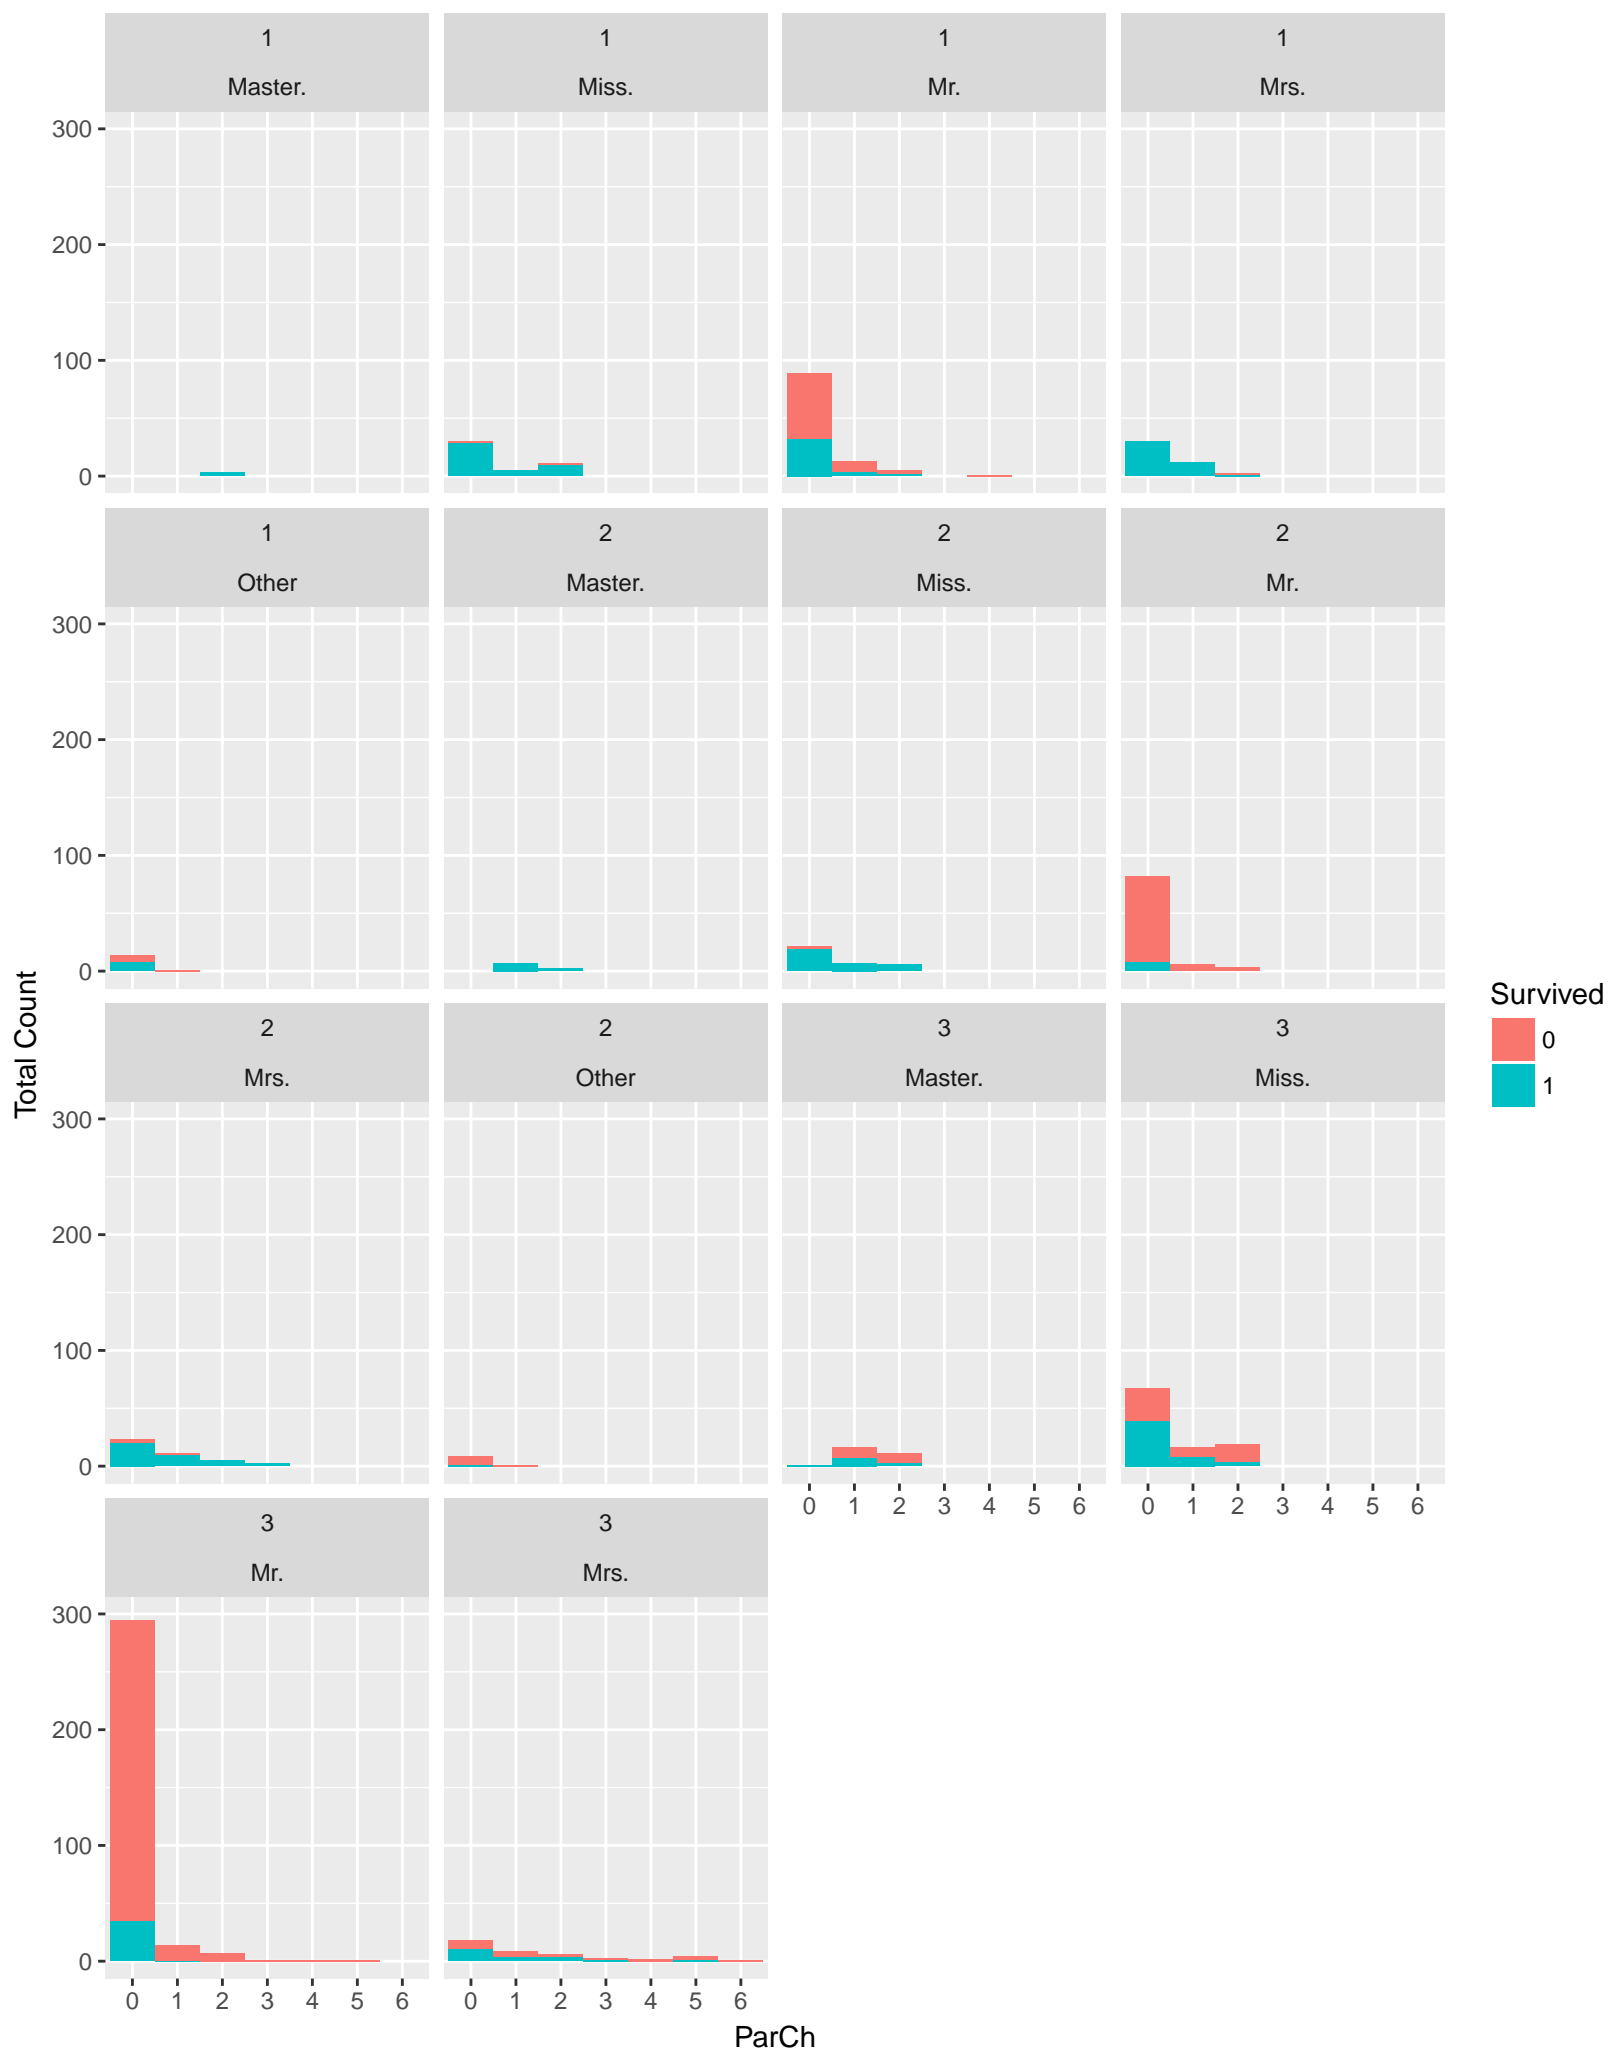 1 1 1 1
Master. Miss. Mr. Mrs.
300
200
100
0
1 2 2 2
Other Master. Miss. Mr.
300
200
100
0
2 2 3 3
Mrs. Other Master. Miss.
300
200
100
0
0 1 2 3 4 5 6 0 1 2 3 4 5 6
3 3
Mr. Mrs.
300
200
100
0
0 1 2 3 4 5 6 0 1 2 3 4 5 6
ParCh
Total Count
Survived
0
1